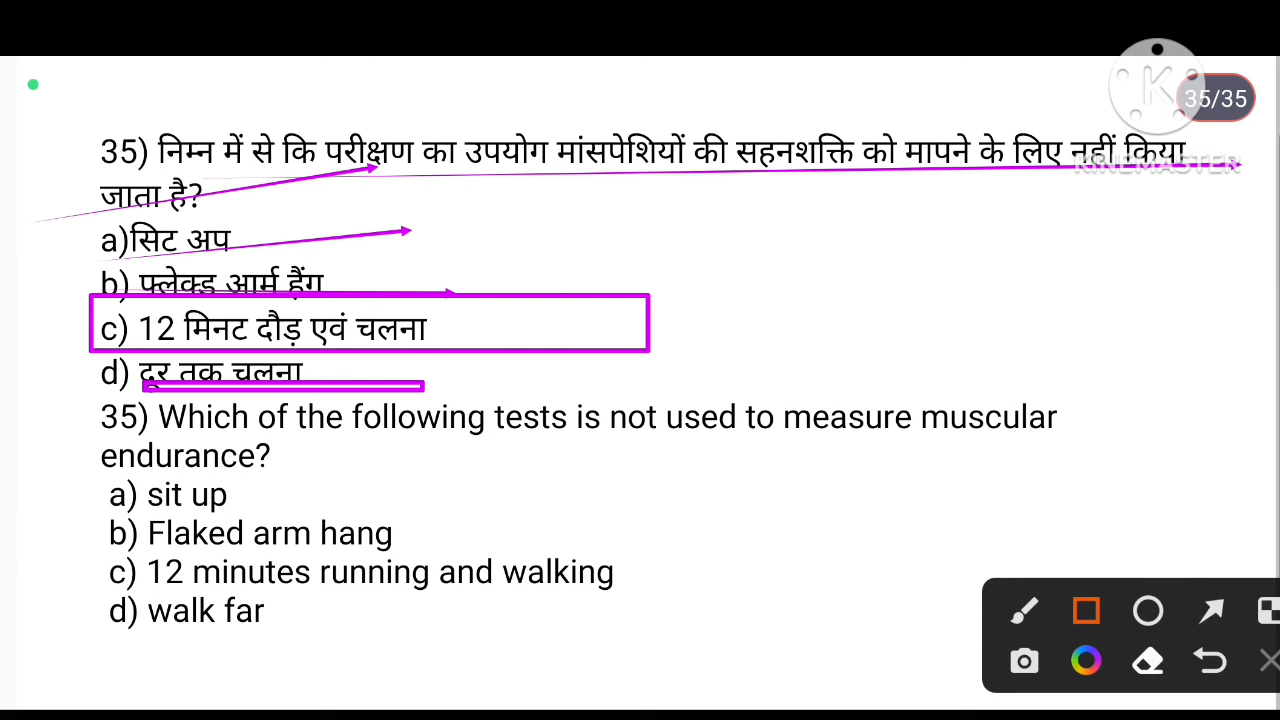 35/35
35) निम्न में से कि परीक्षण का उपयोग मांसपेशियों की सहनशक्ति को मापने के लिए नहीं किया
KINEMASTER
जाता है?
a)सिट अप
b) फ्लेक्ड आर्म हैंग
c) 12 मिनट दौड़ एवं चलना
d) दूर तक चलना
35) Which of the following tests is not used to measure muscular
endurance?
a) sit up
b) Flaked arm hang
c) 12 minutes running and walking
d) walk far